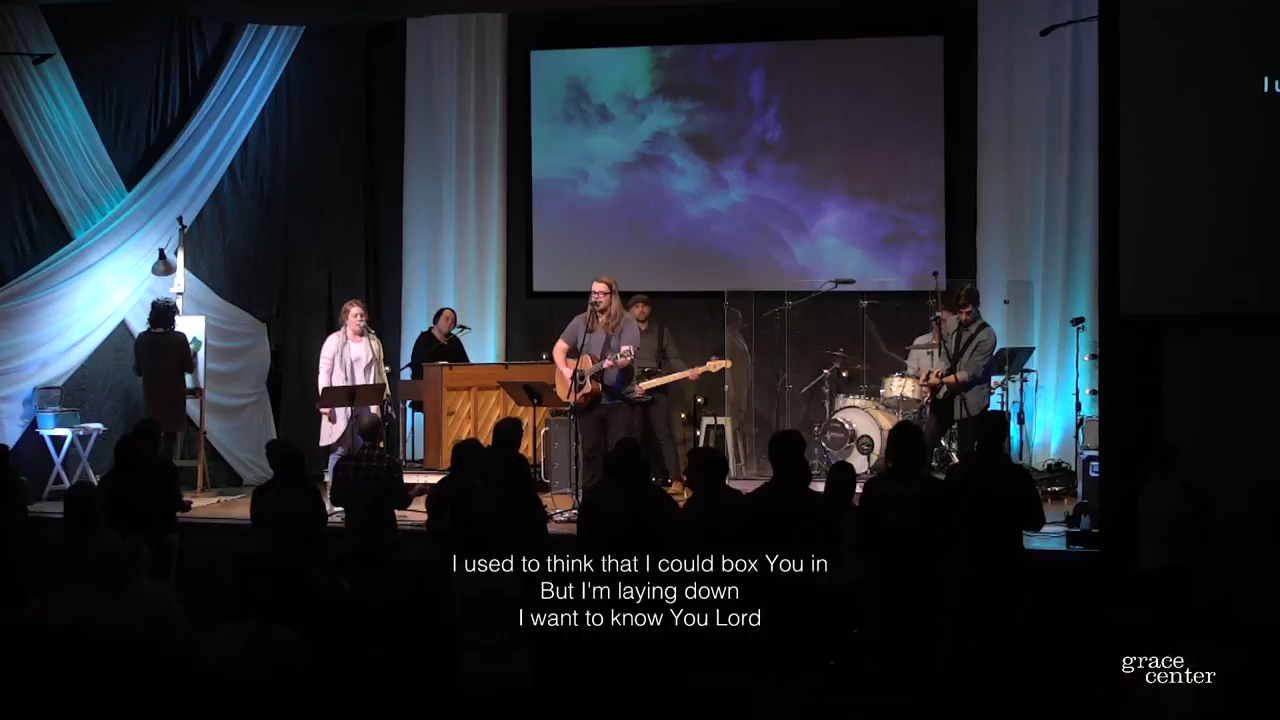 I used to think that I could box You in
But I'm laying down
I want to know You Lord
grace
center